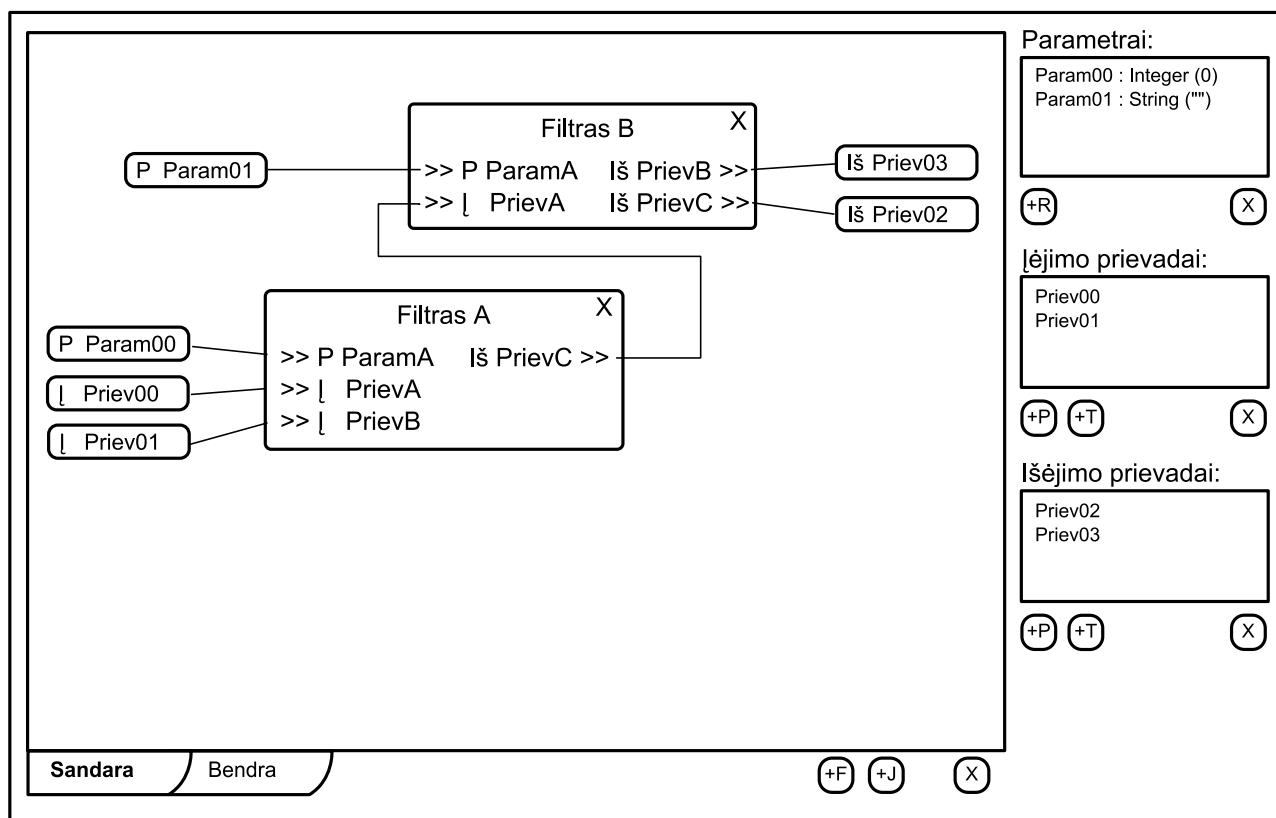 Parametrai:
Param00 : Integer (0)
Param01 : String ("")
+R
X
Įėjimo prievadai:
Priev00
Priev01
+P
+T
X
Išėjimo prievadai:
Priev02
Priev03
+P
+T
X
Filtras B
X
P Param01
>> P ParamA
Iš PrievB >>
Iš Priev03
>> Į PrievA
Iš PrievC >>
Iš Priev02
Filtras A
X
P Param00
>> P ParamA
Iš PrievC >>
Į Priev00
>> Į PrievA
Į Priev01
>> Į PrievB
Sandara
Bendra
+F
+J
X